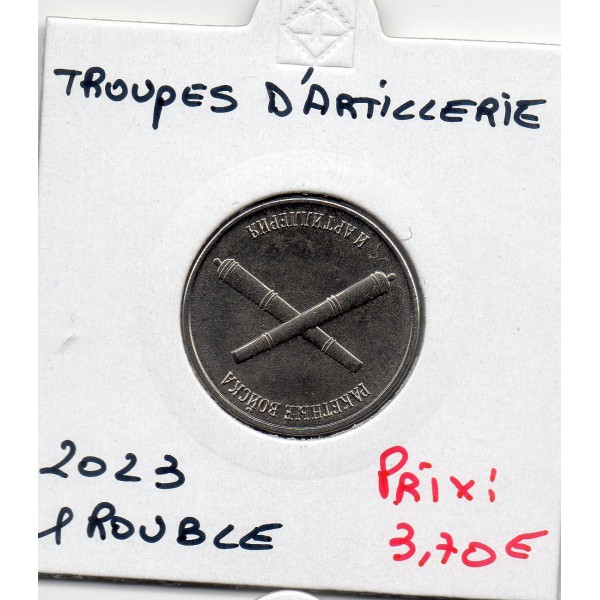 TROUPES D'ARTILLERIE
РАКЕТНЫЕ ВОЙСКА
И АРТИЛЛЕРИЯ
2023
1 ROUBLE
PRIX:
3,70€